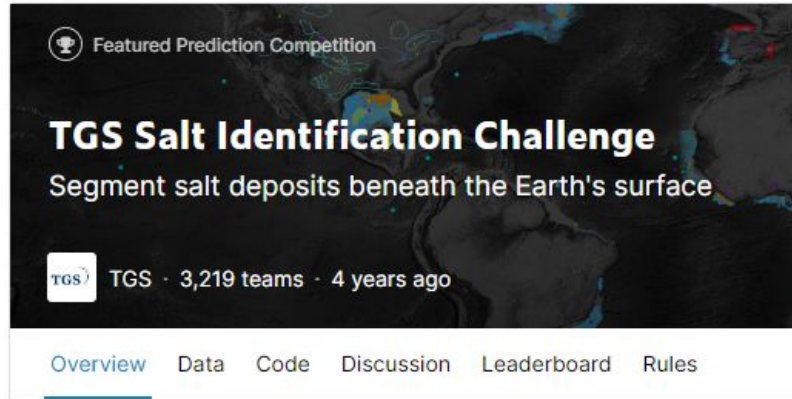 Featured Prediction Competition
TGS Salt Identification Challenge
Segment salt deposits beneath the Earth's surface
TGS TGS · 3,219 teams · 4 years ago
Overview Data Code Discussion Leaderboard Rules